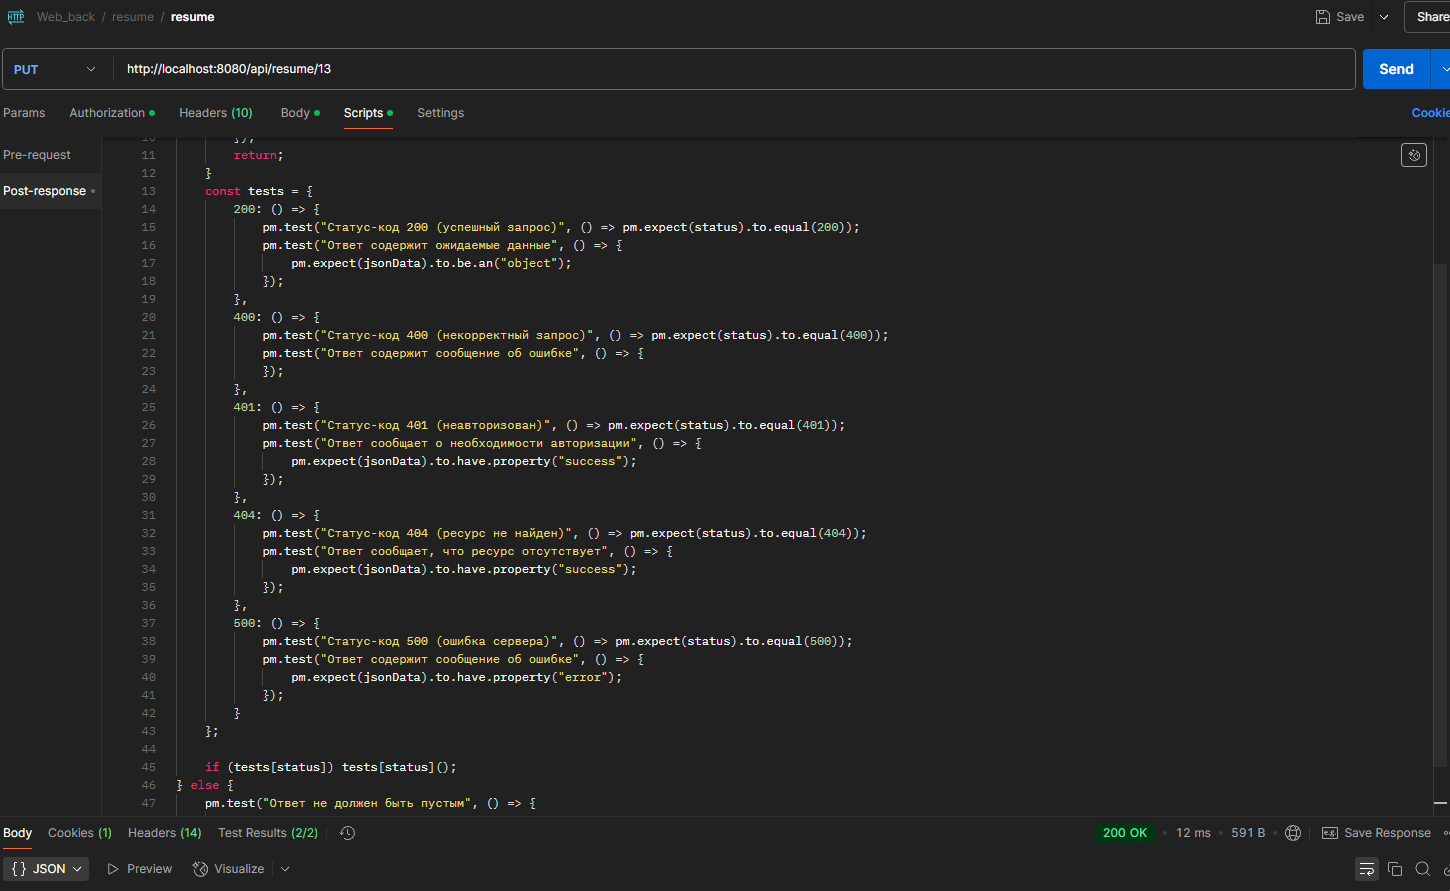 HTTP Web_back / resume / resume Save Share
PUT http://localhost:8080/api/resume/13 Send
Params Authorization Headers (10) Body Scripts Settings Cookie
Pre-request
Post-response
10 });
11 return;
12 }
13 const tests = {
14 200: () => {
15 pm.test("Статус-код 200 (успешный запрос)", () => pm.expect(status).to.equal(200));
16 pm.test("Ответ содержит ожидаемые данные", () => {
17 pm.expect(jsonData).to.be.an("object");
18 });
19 },
20 400: () => {
21 pm.test("Статус-код 400 (некорректный запрос)", () => pm.expect(status).to.equal(400));
22 pm.test("Ответ содержит сообщение об ошибке", () => {
23 });
24 },
25 401: () => {
26 pm.test("Статус-код 401 (неавторизован)", () => pm.expect(status).to.equal(401));
27 pm.test("Ответ сообщает о необходимости авторизации", () => {
28 pm.expect(jsonData).to.have.property("success");
29 });
30 },
31 404: () => {
32 pm.test("Статус-код 404 (ресурс не найден)", () => pm.expect(status).to.equal(404));
33 pm.test("Ответ сообщает, что ресурс отсутствует", () => {
34 pm.expect(jsonData).to.have.property("success");
35 });
36 },
37 500: () => {
38 pm.test("Статус-код 500 (ошибка сервера)", () => pm.expect(status).to.equal(500));
39 pm.test("Ответ содержит сообщение об ошибке", () => {
40 pm.expect(jsonData).to.have.property("error");
41 });
42 }
43 };
44
45 if (tests[status]) tests[status]();
46 } else {
47 pm.test("Ответ не должен быть пустым", () => {
Body Cookies (1) Headers (14) Test Results (2/2) 200 OK 12 ms 591 B e.g. Save Response
{} JSON Preview Visualize